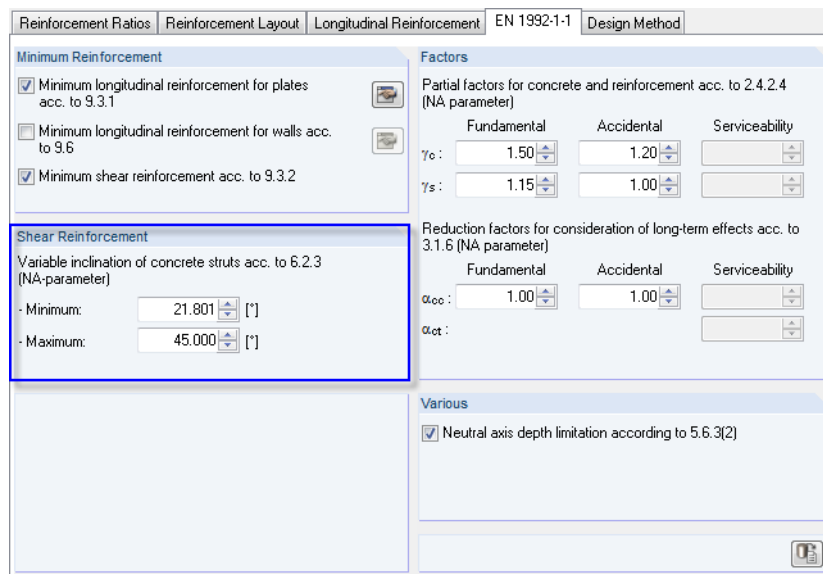 Reinforcement Ratios Reinforcement Layout Longitudinal Reinforcement EN 1992-1-1 Design Method
Minimum Reinforcement
Minimum longitudinal reinforcement for plates
acc. to 9.3.1
Minimum longitudinal reinforcement for walls acc.
to 9.6
Minimum shear reinforcement acc. to 9.3.2
Shear Reinforcement
Variable inclination of concrete struts acc. to 6.2.3
(NA-parameter)
- Minimum: 21.801 [°]
- Maximum: 45.000 [°]
Factors
Partial factors for concrete and reinforcement acc. to 2.4.2.4
(NA parameter)
Fundamental Accidental Serviceability
γc : 1.50 1.20
γs : 1.15 1.00
Reduction factors for consideration of long-term effects acc. to
3.1.6 (NA parameter)
Fundamental Accidental Serviceability
αcc : 1.00 1.00
αct :
Various
Neutral axis depth limitation according to 5.6.3(2)